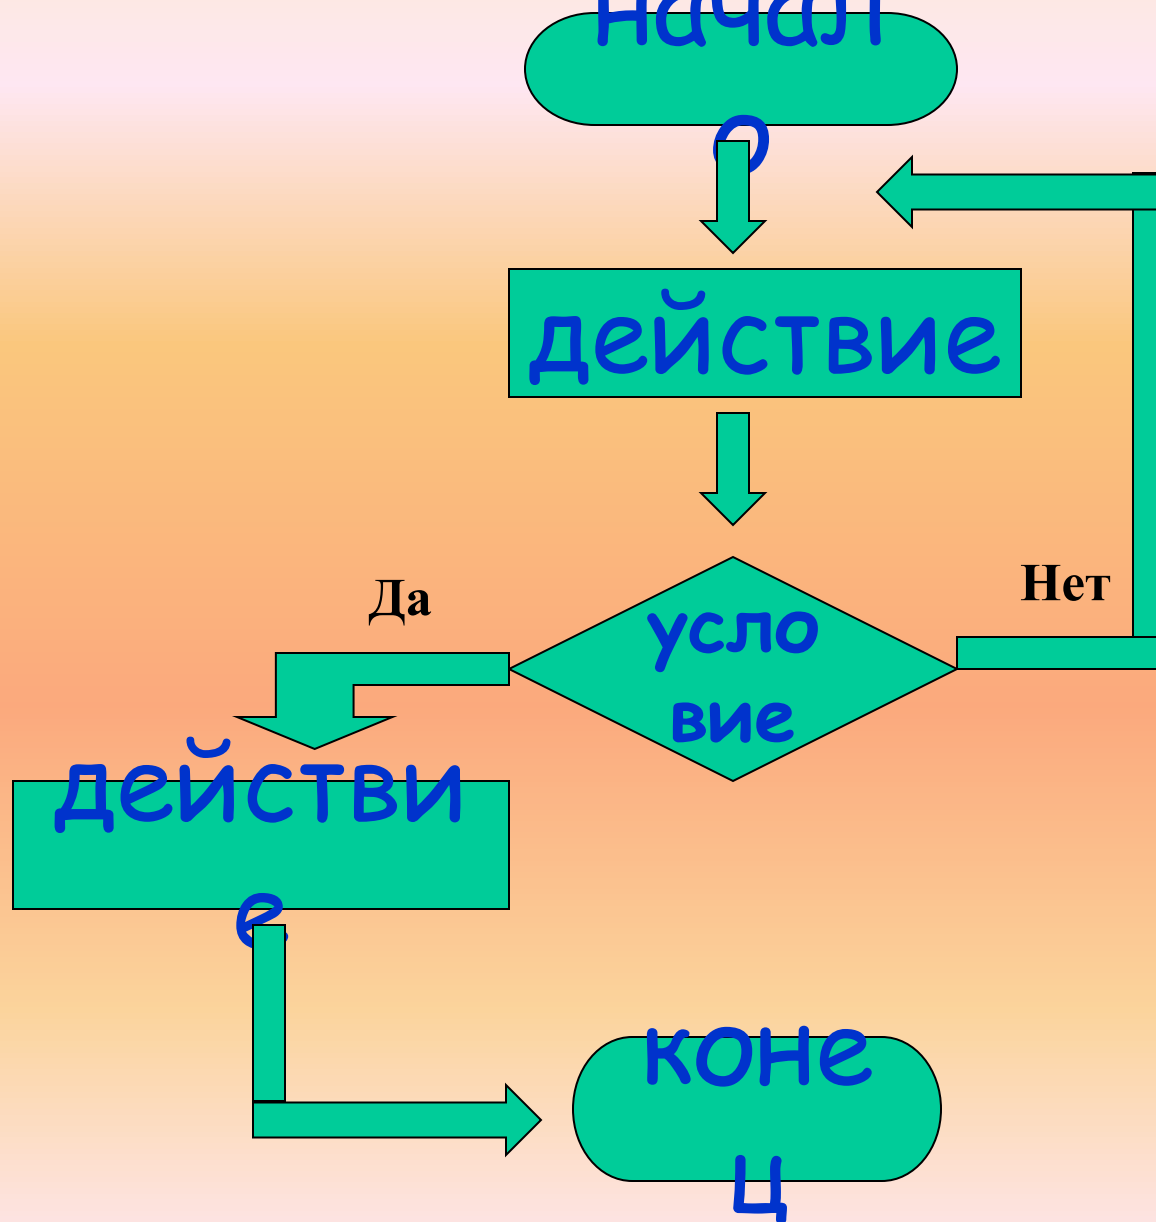 начал
о
действие
Да
Нет
усло
вие
действи
е
коне
ц